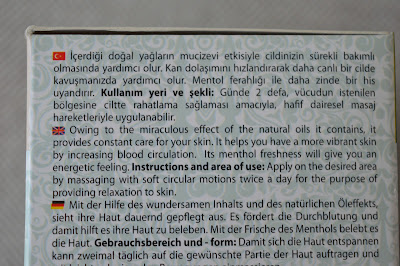 İçerdiği doğal yağların mucizevi etkisiyle cildinizin sürekli bakımlı
olmasında yardımcı olur. Kan dolaşımını hızlandırarak daha canlı bir cilde
kavuşmanızda yardımcı olur. Mentol ferahlığı ile daha zinde bir his
uyandırır. Kullanım yeri ve şekli: Günde 2 defa, vücudun istenilen
bölgesine ciltte rahatlama sağlaması amacıyla, hafif dairesel masaj
hareketleriyle uygulanabilir.
Owing to the miraculous effect of the natural oils it contains, it
provides constant care for your skin. It helps you have a more vibrant skin
by increasing blood circulation. Its menthol freshness will give you an
energetic feeling. Instructions and area of use: Apply on the desired area
by massaging with soft circular motions twice a day for the purpose of
providing relaxation to skin.
Mit der Hilfe des wundersamen Inhalts und des natürlichen Öleffekts,
sieht ihre Haut dauernd gepflegt aus. Es fördert die Durchblutung und
damit hilft es ihre Haut zu beleben. Mit der Frische des Menthols belebt es
die Haut. Gebrauchsbereich und - form: Damit sich die Haut entspannen
kann zweimal täglich auf die gewünschte Partie der Haut auftragen und